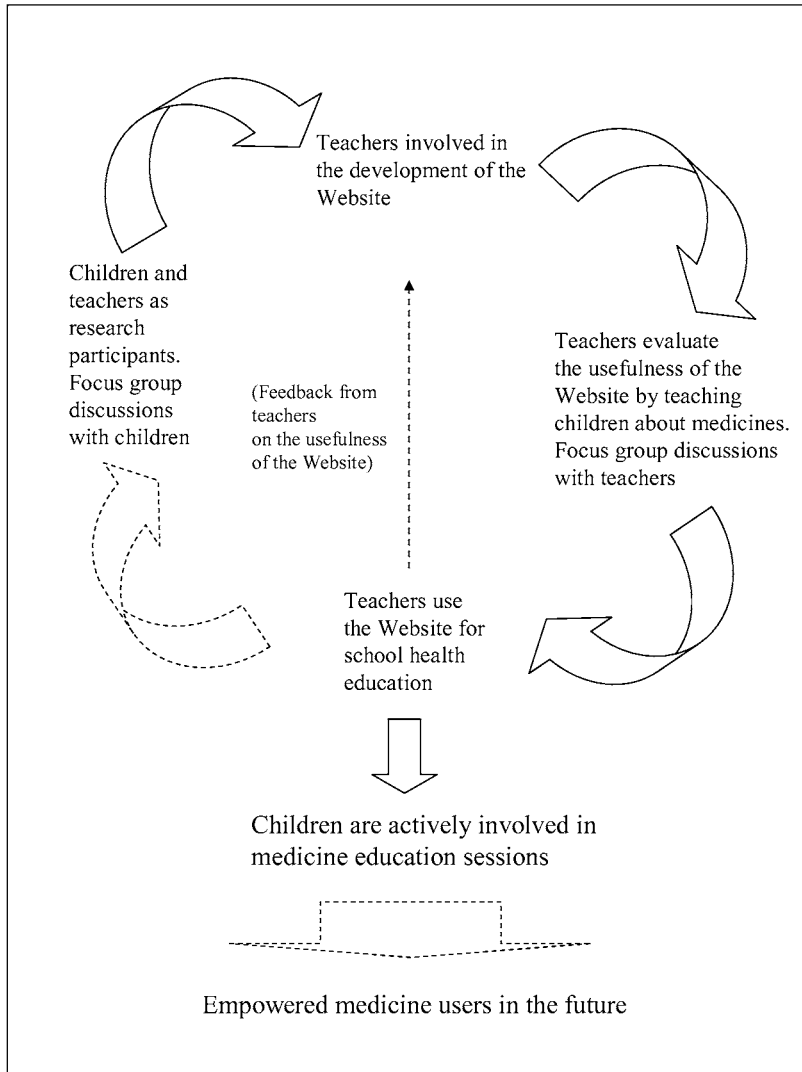 Teachers involved in
the development of the
Website
Children and
teachers as
research
participants.
Focus group
discussions
with children
Teachers evaluate
the usefulness of the
Website by teaching
children about medicines.
Focus group discussions
with teachers
(Feedback from
teachers
on the usefulness
of the Website)
Teachers use
the Website for
school health
education
Children are actively involved in
medicine education sessions
Empowered medicine users in the future